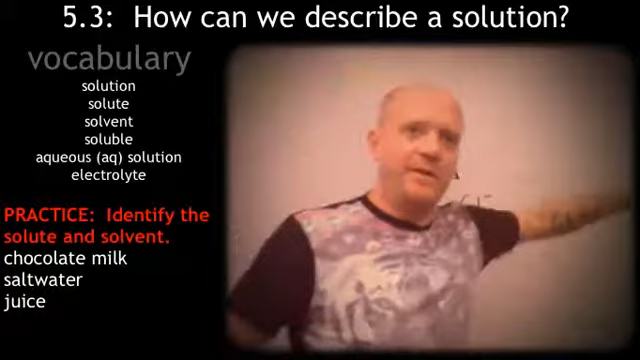 5.3:  How can we describe a solution?
vocabulary
solution
solute
solvent
soluble
aqueous (aq) solution
electrolyte
PRACTICE:  Identify the
solute and solvent.
chocolate milk
saltwater
juice